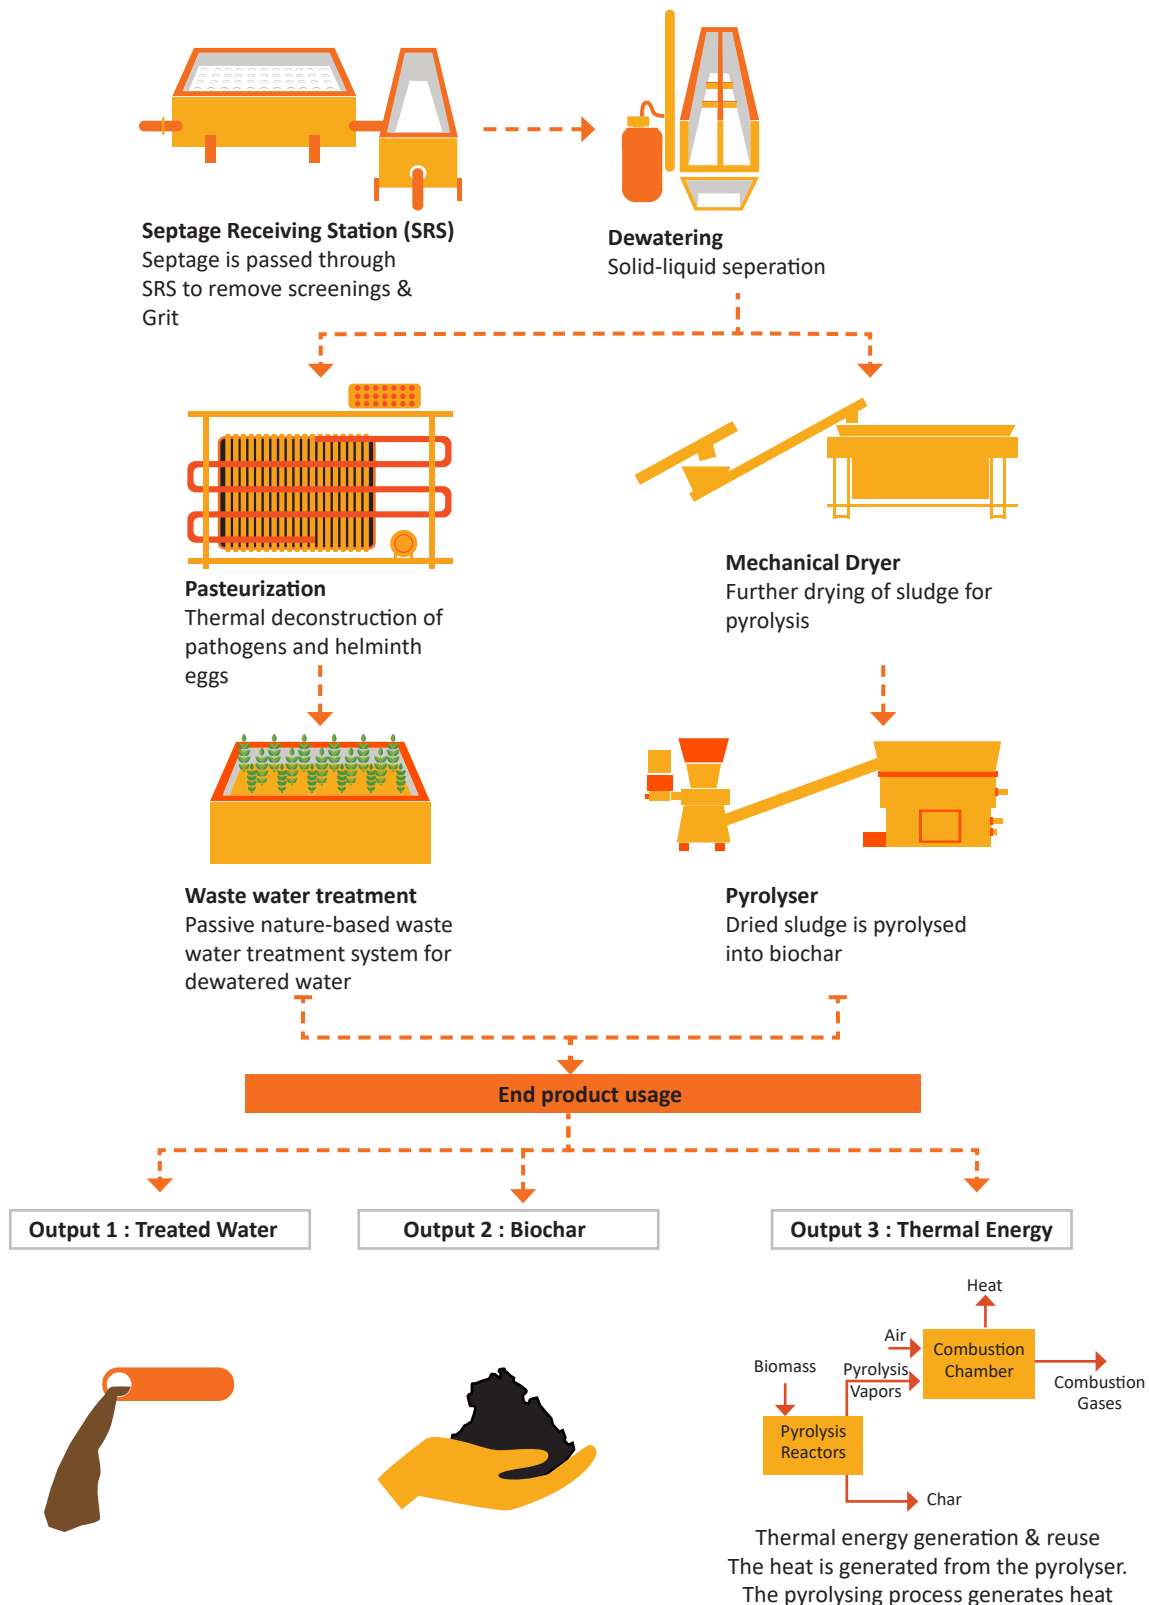 Septage Receiving Station (SRS)
Septage is passed through
SRS to remove screenings &
Grit
Dewatering
Solid-liquid seperation
Pasteurization
Thermal deconstruction of
pathogens and helminth
eggs
Mechanical Dryer
Further drying of sludge for
pyrolysis
Waste water treatment
Passive nature-based waste
water treatment system for
dewatered water
Pyrolyser
Dried sludge is pyrolysed
into biochar
End product usage
Output 1 : Treated Water
Output 2 : Biochar
Output 3 : Thermal Energy
Heat
Air
Combustion
Chamber
Biomass
Pyrolysis
Vapors
Combustion
Gases
Pyrolysis
Reactors
Char
Thermal energy generation & reuse
The heat is generated from the pyrolyser.
The pyrolysing process generates heat